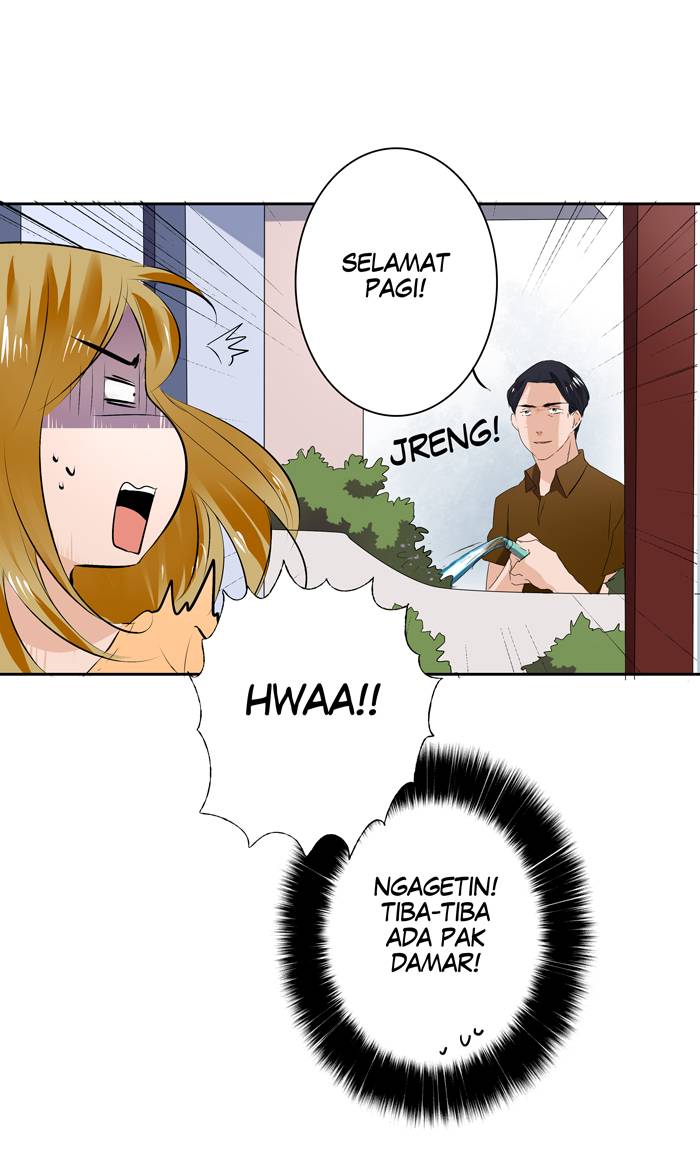 SELAMAT
PAGI!
JRENG!
HWAA!!
NGAGETIN!
TIBA-TIBA
ADA PAK
DAMAR!